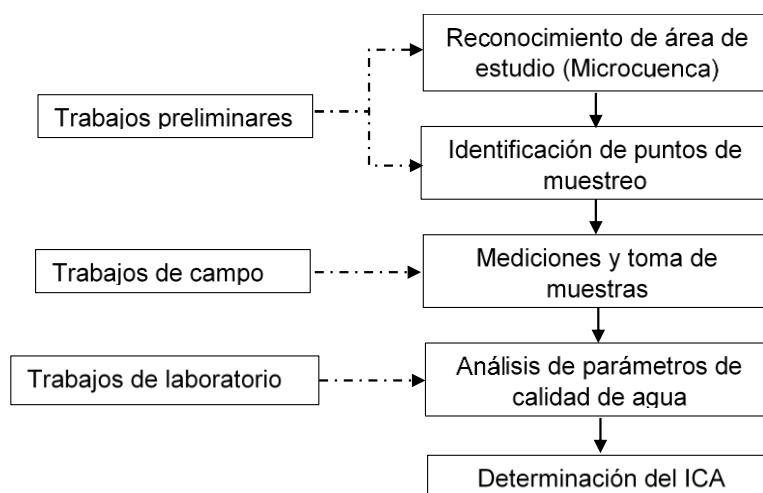 Reconocimiento de área de
estudio (Microcuenca)
Trabajos preliminares
Identificación de puntos de
muestreo
Trabajos de campo
Mediciones y toma de
muestras
Trabajos de laboratorio
Análisis de parámetros de
calidad de agua
Determinación del ICA